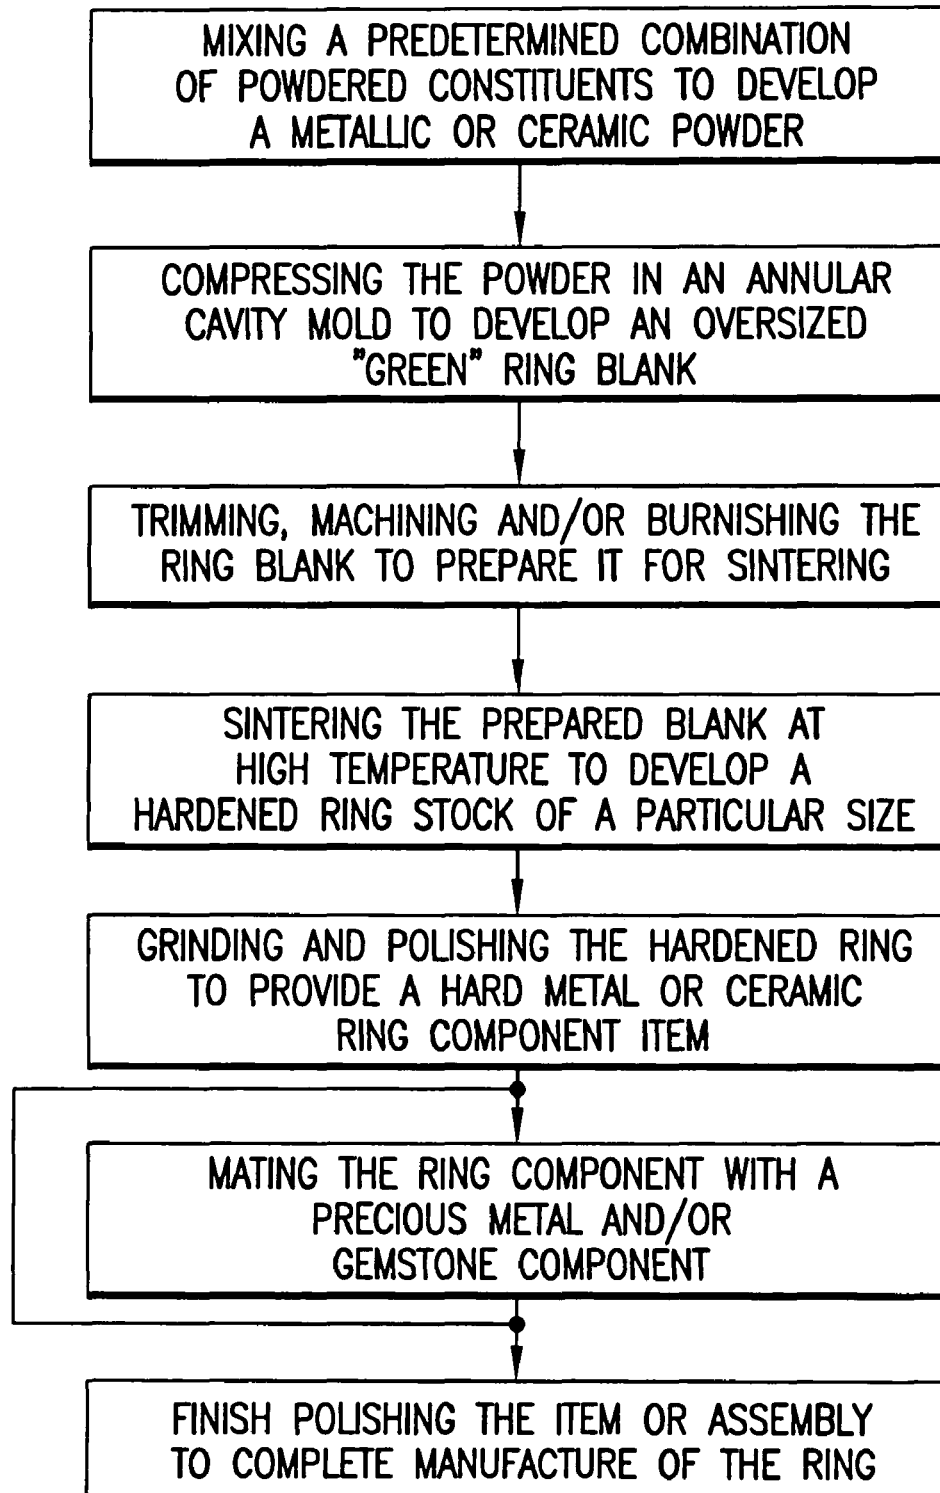 MIXING A PREDETERMINED COMBINATION
OF POWDERED CONSTITUENTS TO DEVELOP
A METALLIC OR CERAMIC POWDER
COMPRESSING THE POWDER IN AN ANNULAR
CAVITY MOLD TO DEVELOP AN OVERSIZED
"GREEN" RING BLANK
TRIMMING, MACHINING AND/OR BURNISHING THE
RING BLANK TO PREPARE IT FOR SINTERING
SINTERING THE PREPARED BLANK AT
HIGH TEMPERATURE TO DEVELOP A
HARDENED RING STOCK OF A PARTICULAR SIZE
GRINDING AND POLISHING THE HARDENED RING
TO PROVIDE A HARD METAL OR CERAMIC
RING COMPONENT ITEM
MATING THE RING COMPONENT WITH A
PRECIOUS METAL AND/OR
GEMSTONE COMPONENT
FINISH POLISHING THE ITEM OR ASSEMBLY
TO COMPLETE MANUFACTURE OF THE RING